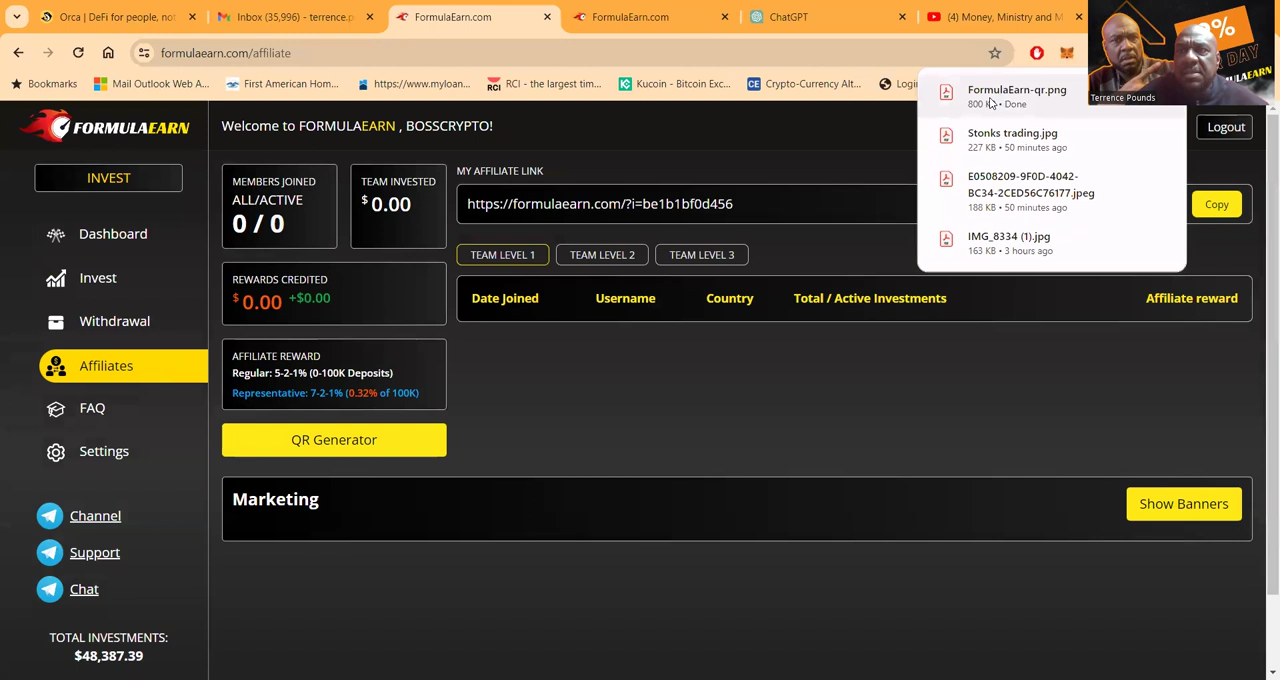 Orca | DeFi for people, not
Inbox (35,996) - terrence.p
FormulaEarn.com
FormulaEarn.com
ChatGPT
(4) Money, Ministry and M
formulaearn.com/affiliate
Bookmarks
Mail Outlook Web A...
First American Hom...
https://www.myloan...
RCI - the largest tim...
Kucoin - Bitcoin Exc...
Crypto-Currency Alt...
Terrence Pounds
FormulaEarn-qr.png
Done
Stonks trading.jpg
227 KB • 50 minutes ago
E0508209-9F0D-4042-
BC34-2CED56C76177.jpeg
188 KB • 50 minutes ago
IMG_8334 (1).jpg
163 KB • 3 hours ago
FORMULAEARN
Welcome to FORMULAEARN , BOSSCRYPTO!
Logout
INVEST
Dashboard
Invest
Withdrawal
Affiliates
FAQ
Settings
Channel
Support
Chat
TOTAL INVESTMENTS:
$48,387.39
MEMBERS JOINED
ALL/ACTIVE
0 / 0
TEAM INVESTED
$0.00
REWARDS CREDITED
$0.00 +$0.00
AFFILIATE REWARD
Regular: 5-2-1% (0-100K Deposits)
Representative: 7-2-1% (0.32% of 100K)
QR Generator
MY AFFILIATE LINK
https://formulaearn.com/?i=be1b1bf0d456
Copy
TEAM LEVEL 1
TEAM LEVEL 2
TEAM LEVEL 3
Date Joined
Username
Country
Total / Active Investments
Affiliate reward
Marketing
Show Banners